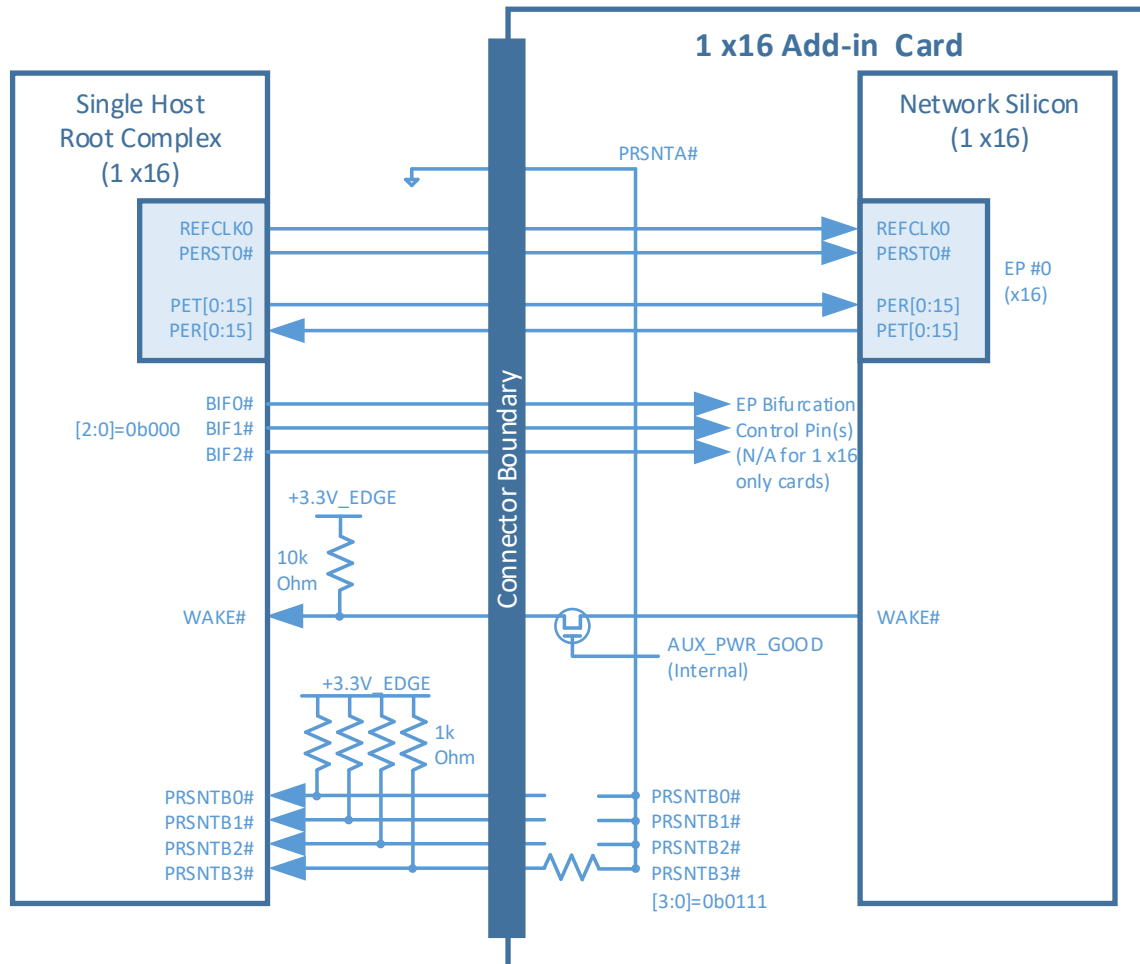 1 x16 Add-in Card
Single Host
Root Complex
(1 x16)
Network Silicon
(1 x16)
PRSNTA#
REFCLK0
PERST0#
PET[0:15]
PER[0:15]
REFCLK0
PERST0#
PER[0:15]
PET[0:15]
EP #0
(x16)
Connector Boundary
BIF0#
[2:0]=0b000
BIF1#
BIF2#
EP Bifurcation
Control Pin(s)
(N/A for 1 x16
only cards)
+3.3V_EDGE
10k
Ohm
WAKE#
WAKE#
AUX_PWR_GOOD
(Internal)
+3.3V_EDGE
1k
Ohm
PRSNTB0#
PRSNTB1#
PRSNTB2#
PRSNTB3#
PRSNTB0#
PRSNTB1#
PRSNTB2#
PRSNTB3#
[3:0]=0b0111